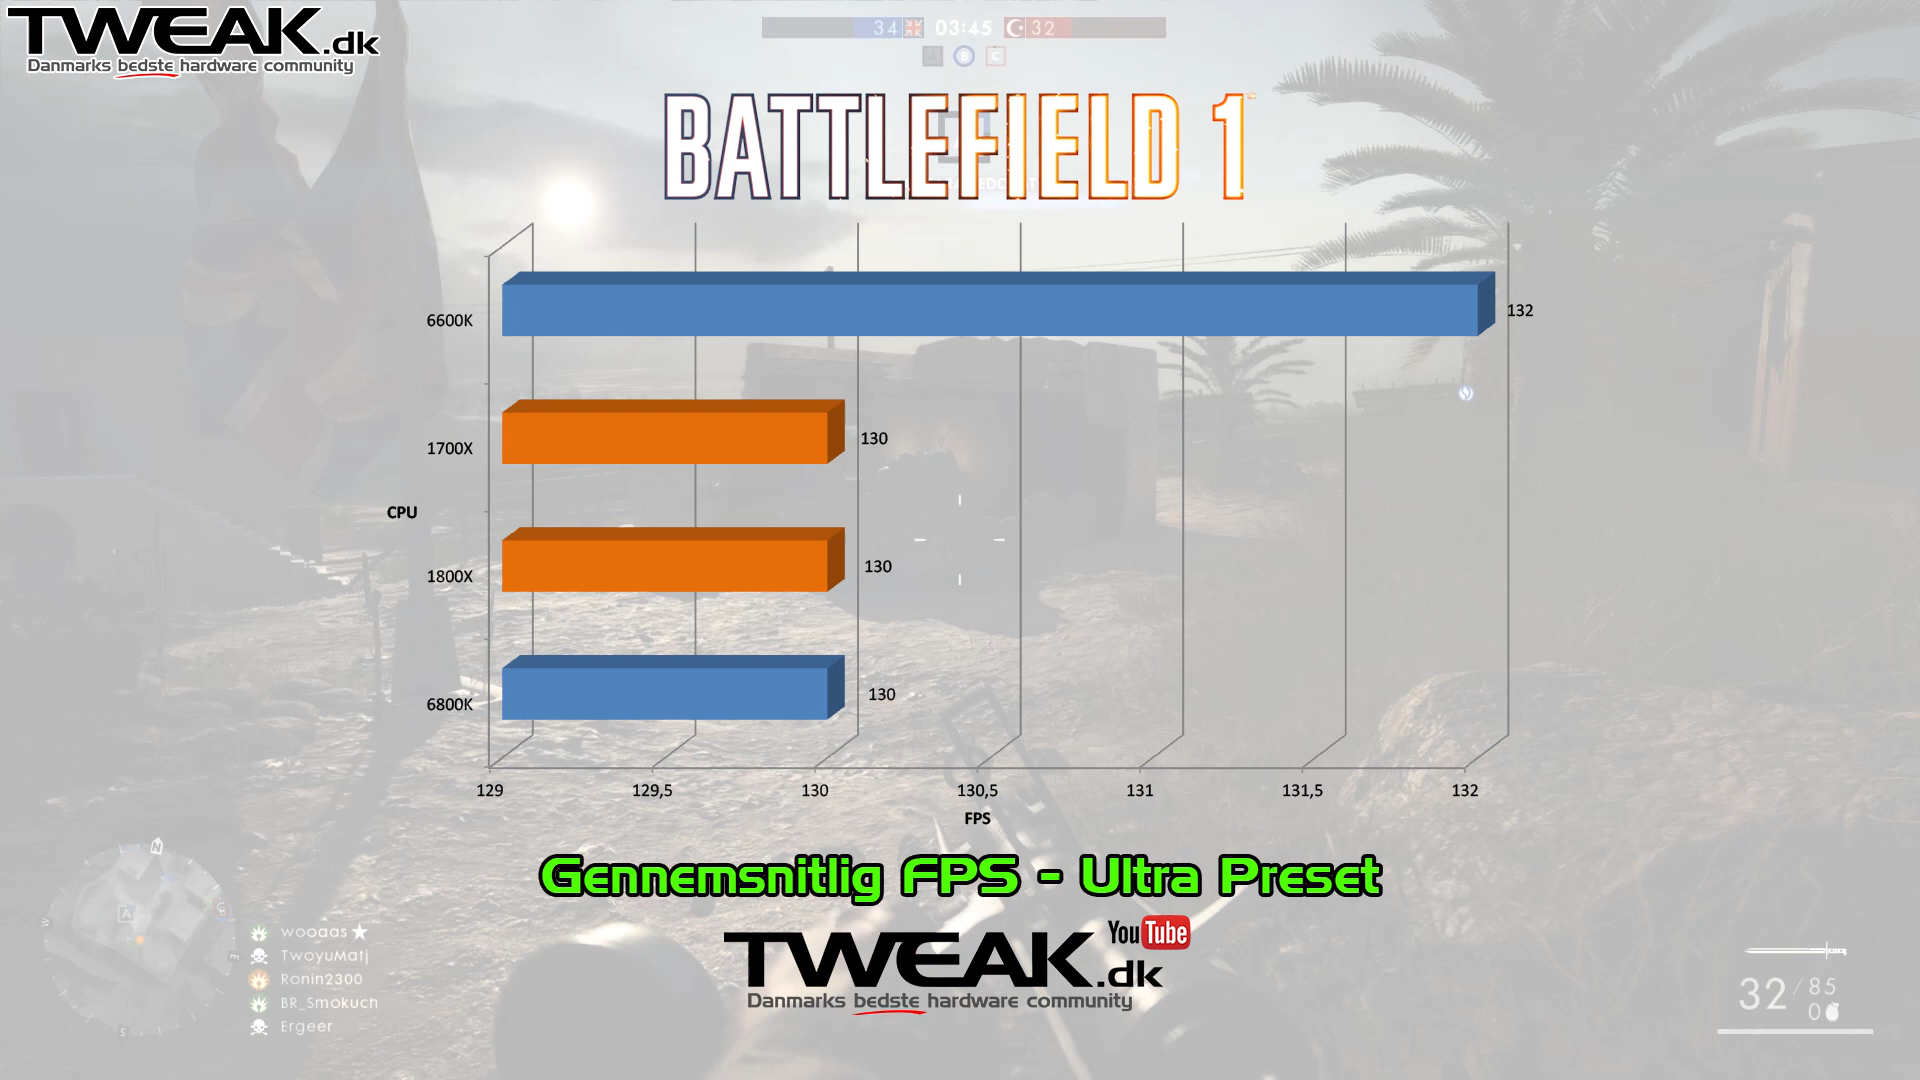 TWEAK.dk
Danmarks bedste hardware community
34 03:45 32
B C
BATTLEFIELD 1
6600K 132
1700X 130
CPU
1800X 130
6800K 130
129 129,5 130 130,5 131 131,5 132
FPS
Gennemsnitlig FPS - Ultra Preset
YouTube
TWEAK.dk
Danmarks bedste hardware community
N
W
A
E
S
wooaas
TwoyuMatj
Ronin2300
BR_Smokuch
Ergeer
32/85
0